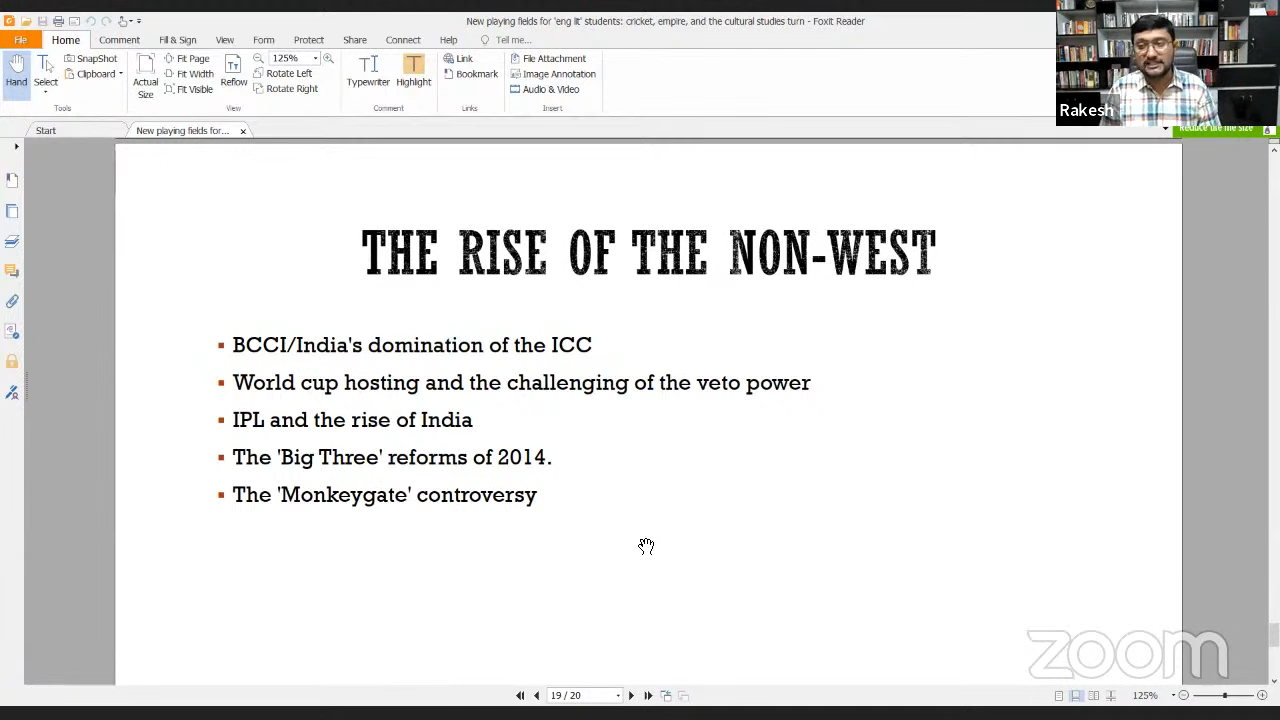 New playing fields for 'eng lit' students: cricket, empire, and the cultural studies turn - Foxit Reader
File Home Comment Fill & Sign View Form Protect Share Connect Help Tell me...
Hand
Select
SnapShot
Clipboard
Actual Size
Fit Page
Fit Width
Fit Visible
Reflow
125%
Rotate Left
Rotate Right
Typewriter
Highlight
Link
Bookmark
File Attachment
Image Annotation
Audio & Video
Tools View Comment Links Insert
Rakesh
Start New playing fields for... 
Reduce the file size
THE RISE OF THE NON-WEST
▪ BCCI/India's domination of the ICC
▪ World cup hosting and the challenging of the veto power
▪ IPL and the rise of India
▪ The 'Big Three' reforms of 2014.
▪ The 'Monkeygate' controversy
zoom
19 / 20
125%